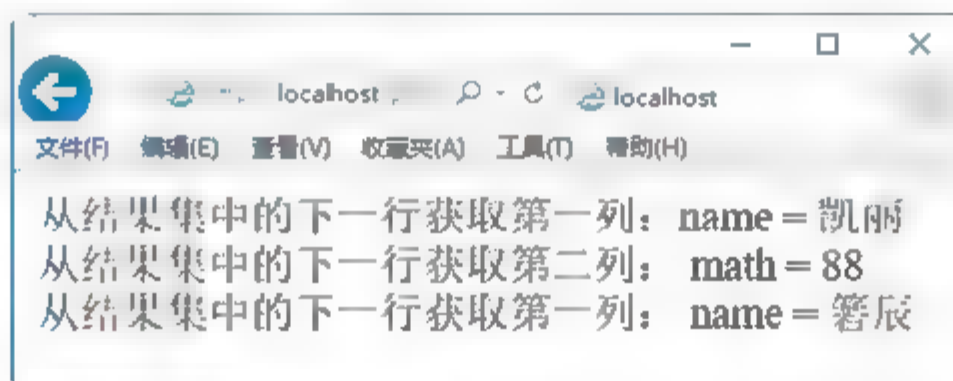 localhost
localhost
文件(F) 编辑(E) 查看(V) 收藏夹(A) 工具(T) 帮助(H)
从结果集中的下一行获取第一列：name = 凯丽
从结果集中的下一行获取第二列： math = 88
从结果集中的下一行获取第一列： name = 箬辰